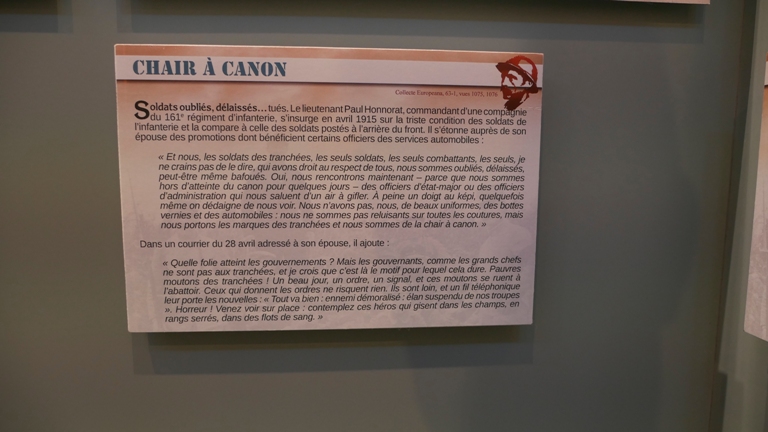 CHAIR À CANON
Collecte Europeana, 63-1, vues 1073, 1076
Soldats oubliés, délaissés… tués. Le lieutenant Paul Honnorat, commandant d'une compagnie
du 161e régiment d'infanterie, s'insurge en avril 1915 sur la triste condition des soldats de
l'infanterie et la compare à celle des soldats postés à l'arrière du front. Il s'étonne auprès de son
épouse des promotions dont bénéficient certains officiers des services automobiles :
« Et nous, les soldats des tranchées, les seuls soldats, les seuls combattants, les seuls, je
ne crains pas de le dire, qui avons droit au respect de tous, nous sommes oubliés, délaissés,
peut-être même bafoués. Oui, nous rencontrons maintenant – parce que nous sommes
hors d'atteinte du canon pour quelques jours – des officiers d'état-major ou des officiers
d'administration qui nous saluent d'un air à gifler. À peine un doigt au képi, quelquefois
même on dédaigne de nous voir. Nous n'avons pas, nous, de beaux uniformes, des bottes
vernies et des automobiles : nous ne sommes pas reluisants sur toutes les coutures, mais
nous portons les marques des tranchées et nous sommes de la chair à canon. »
Dans un courrier du 28 avril adressé à son épouse, il ajoute :
« Quelle folie atteint les gouvernements ? Mais les gouvernants, comme les grands chefs
ne sont pas aux tranchées, et je crois que c'est là le motif pour lequel cela dure. Pauvres
moutons des tranchées ! Un beau jour, un ordre, un signal, et ces moutons se ruent à
l'abattoir. Ceux qui donnent les ordres ne risquent rien. Ils sont loin, et un fil téléphonique
leur porte les nouvelles : « Tout va bien : ennemi démoralisé : élan suspendu de nos troupes
». Horreur ! Venez voir sur place : contemplez ces héros qui gisent dans les champs, en
rangs serrés, dans des flots de sang. »